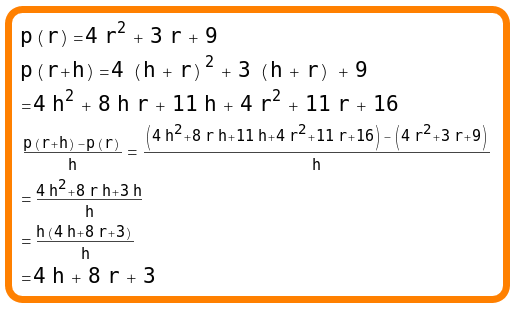 p(r)=4 r² + 3 r + 9
p(r+h)=4 (h + r)² + 3 (h + r) + 9
=4 h² + 8 h r + 11 h + 4 r² + 11 r + 16
(p(r+h)-p(r))/h = ((4 h²+8 r h+11 h+4 r²+11 r+16)-(4 r²+3 r+9))/h
= (4 h²+8 r h+3 h)/h
= (h(4 h+8 r+3))/h
=4 h + 8 r + 3